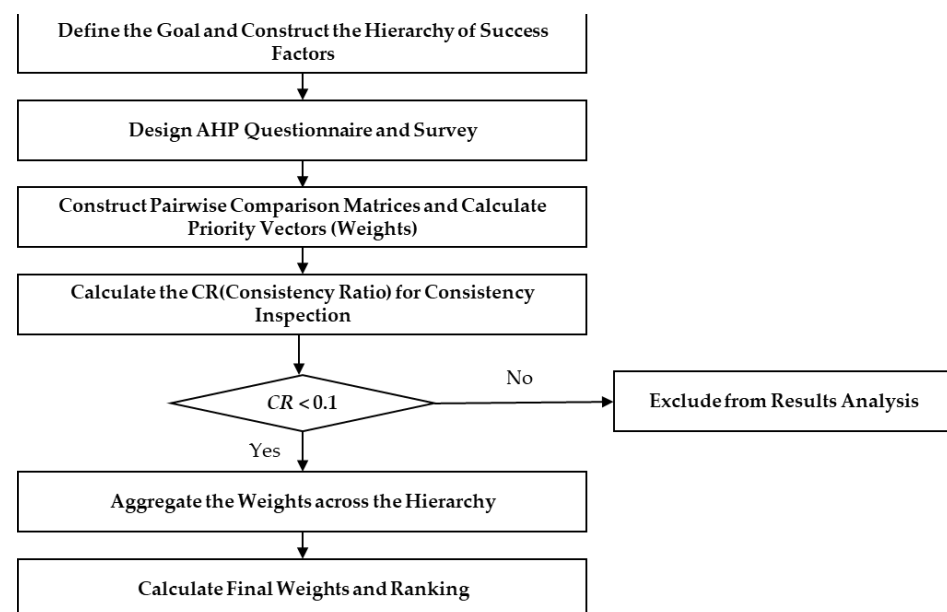 Define the Goal and Construct the Hierarchy of Success
Factors
Design AHP Questionnaire and Survey
Construct Pairwise Comparison Matrices and Calculate
Priority Vectors (Weights)
Calculate the CR(Consistency Ratio) for Consistency
Inspection
CR < 0.1
No
Exclude from Results Analysis
Yes
Aggregate the Weights across the Hierarchy
Calculate Final Weights and Ranking